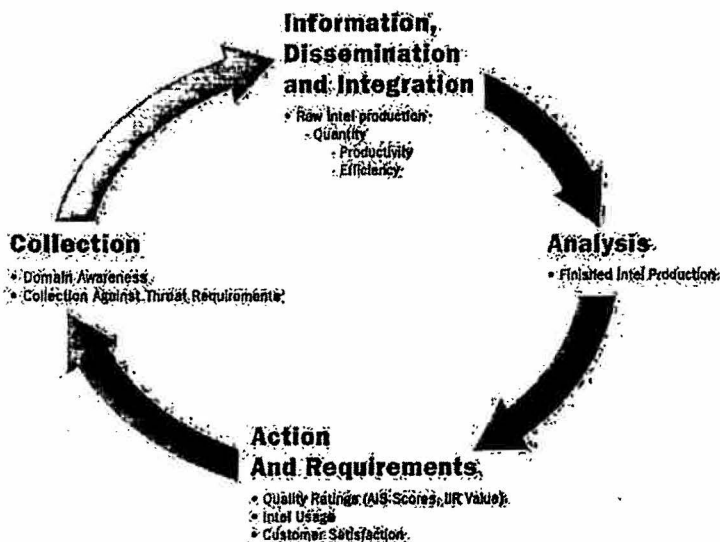 Information,
Dissemination
and Integration
• Raw Intel production
- Quantity
- Productivity
- Efficiency
Collection
• Domain Awareness
• Collection Against Threat Requirements
Analysis
• Finished Intel Production
Action
And Requirements
• Quality Ratings (AIS Scores, IIR Value)
• Intel Usage
• Customer Satisfaction